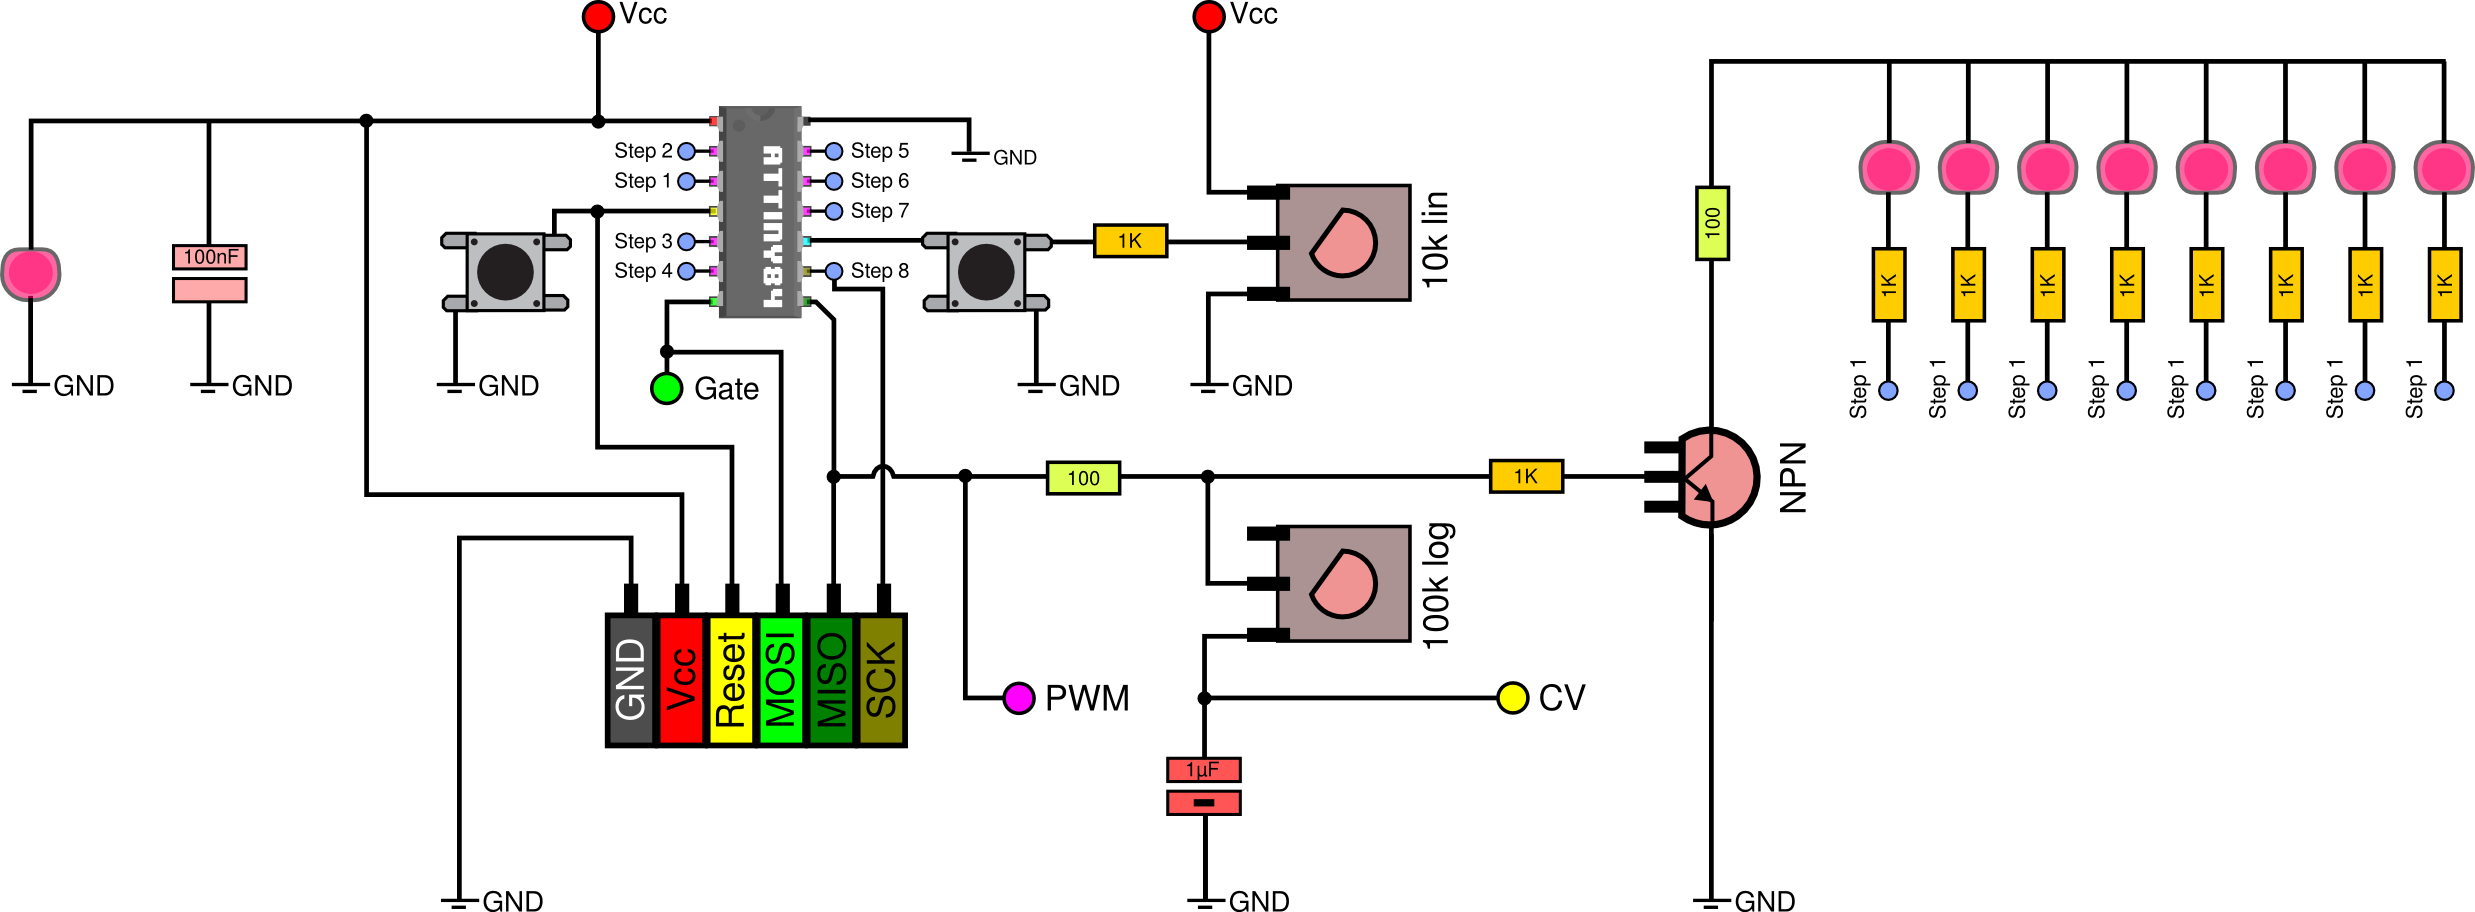 Vcc
Vcc
Step 2
Step 1
Step 3
Step 4
ATTINY84
Step 5
Step 6
Step 7
Step 8
GND
100nF
GND
GND
GND
Gate
1K
GND
10k lin
GND
100
1K
1K
1K
1K
1K
1K
1K
1K
Step 1
Step 1
Step 1
Step 1
Step 1
Step 1
Step 1
Step 1
100
1K
NPN
100k log
GND
Vcc
Reset
MOSI
MISO
SCK
PWM
CV
1µF
GND
GND
GND